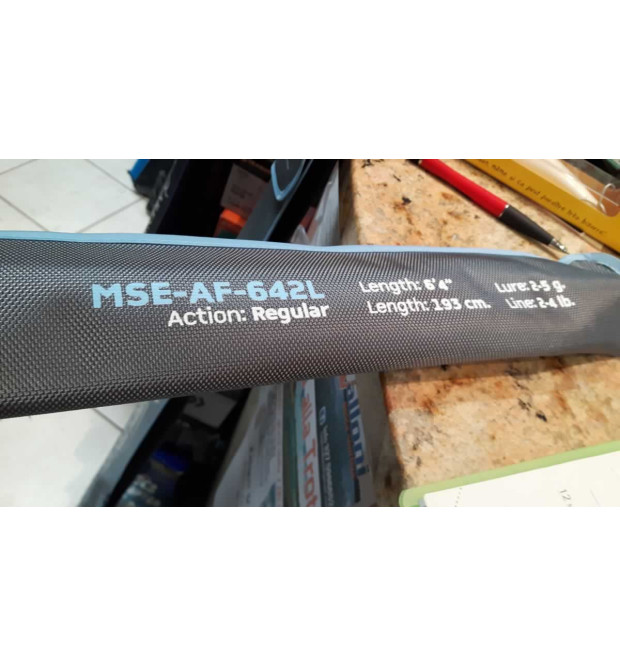 MSE-AF-642L
Action: Regular
Length: 6'4"
Length: 193 cm.
Lure: 2-5 g.
Line: 2-4 lb.